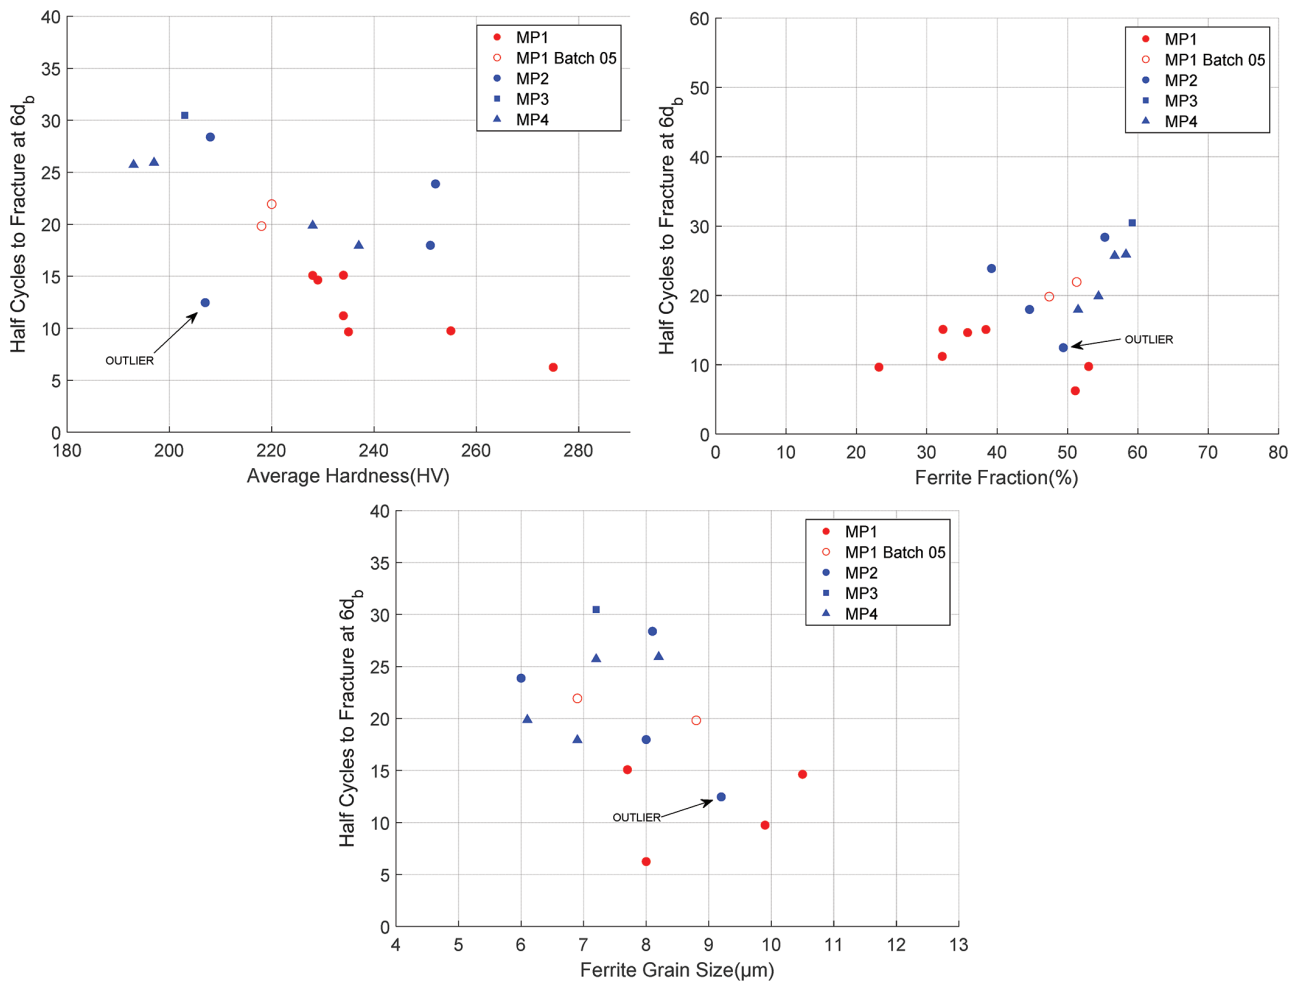 40
35
30
25
20
15
10
5
0
Half Cycles to Fracture at 6db
180 200 220 240 260 280
Average Hardness(HV)
MP1
MP1 Batch 05
MP2
MP3
MP4
OUTLIER
60
50
40
30
20
10
0
Half Cycles to Fracture at 6db
0 10 20 30 40 50 60 70 80
Ferrite Fraction(%)
MP1
MP1 Batch 05
MP2
MP3
MP4
OUTLIER
40
35
30
25
20
15
10
5
0
Half Cycles to Fracture at 6db
4 5 6 7 8 9 10 11 12 13
Ferrite Grain Size(μm)
MP1
MP1 Batch 05
MP2
MP3
MP4
OUTLIER